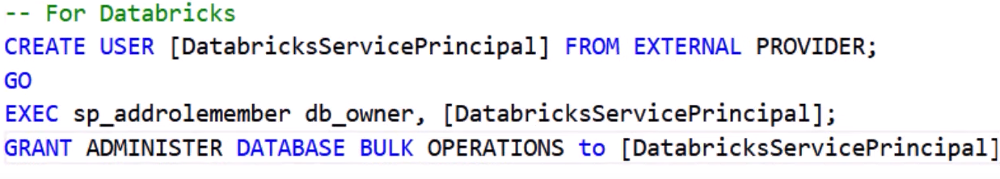 -- For Databricks
CREATE USER [DatabricksServicePrincipal] FROM EXTERNAL PROVIDER;
GO
EXEC sp_addrolemember db_owner, [DatabricksServicePrincipal];
GRANT ADMINISTER DATABASE BULK OPERATIONS to [DatabricksServicePrincipal]